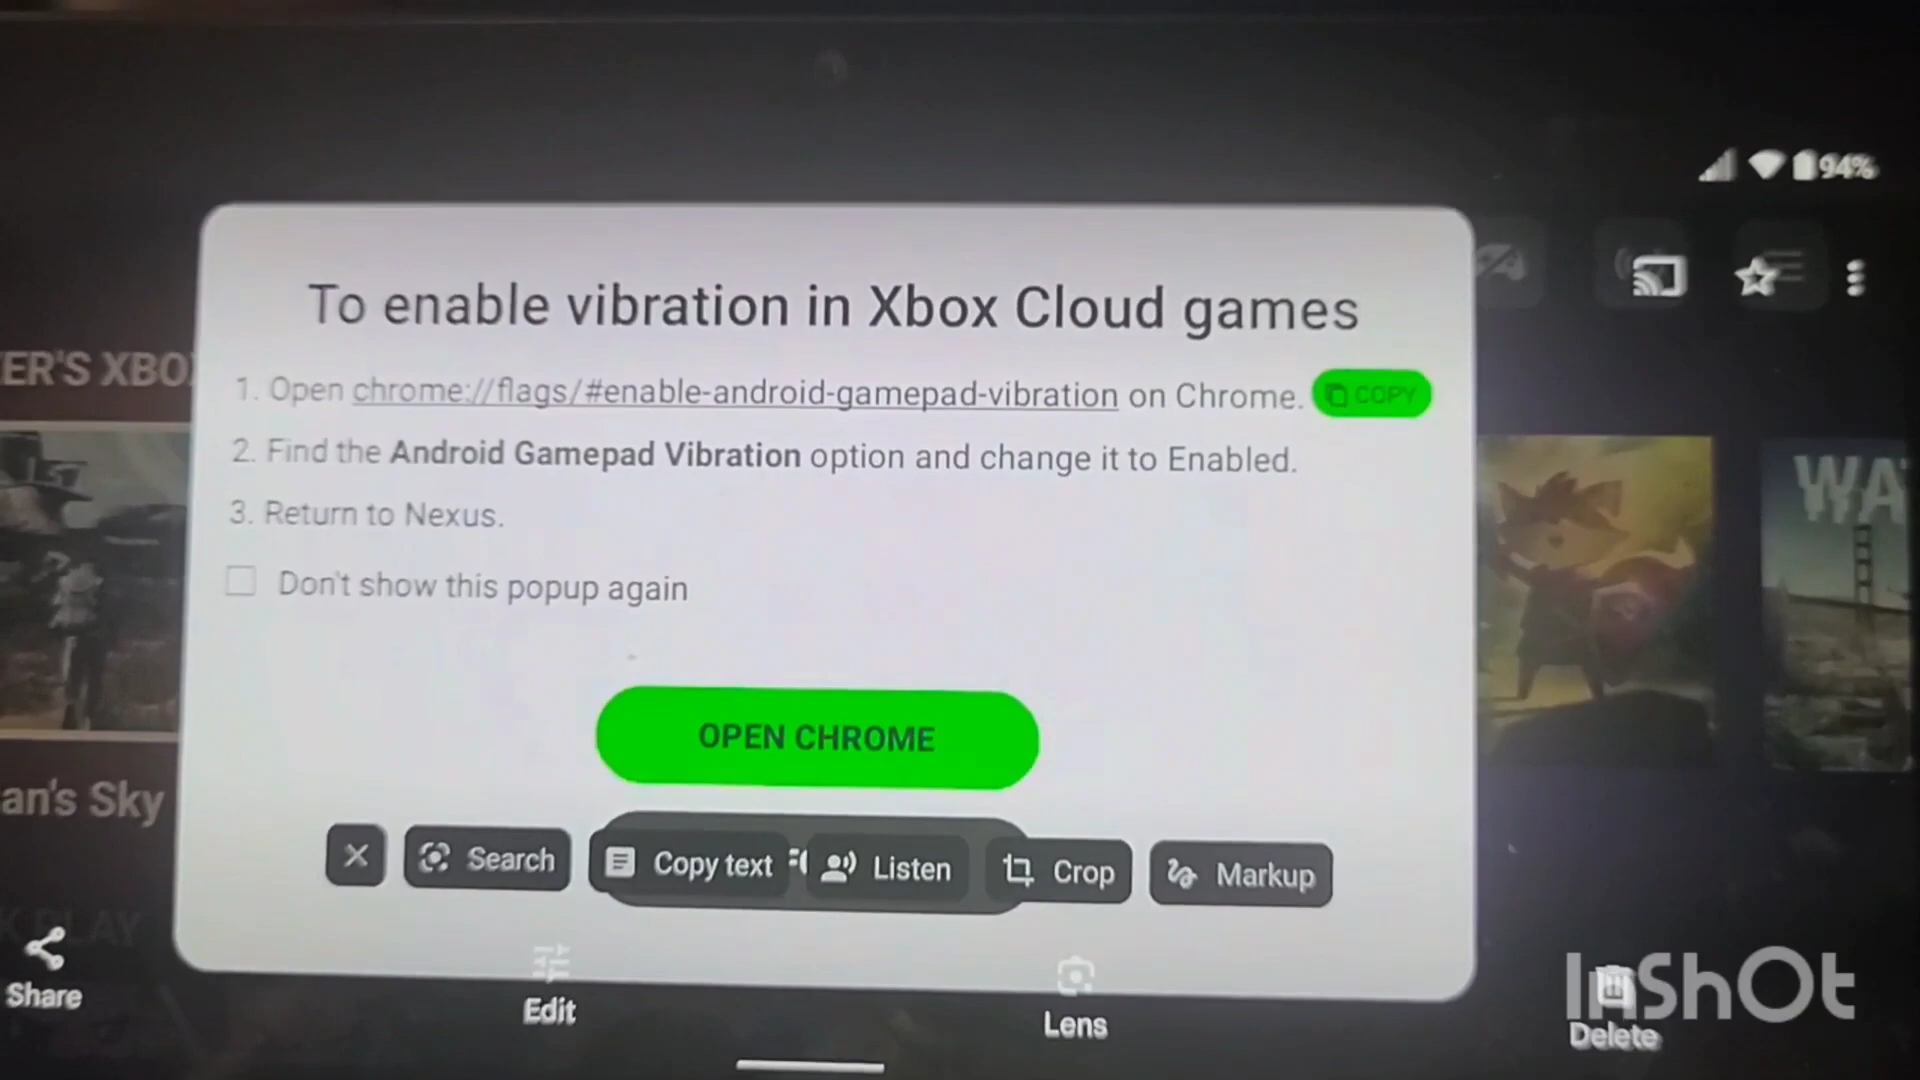 94%
ER'S XBO
To enable vibration in Xbox Cloud games
1. Open chrome://flags/#enable-android-gamepad-vibration on Chrome.
COPY
2. Find the Android Gamepad Vibration option and change it to Enabled.
3. Return to Nexus.
Don't show this popup again
WA
OPEN CHROME
an's Sky
Search
Copy text
Listen
Crop
Markup
K PLAY
Share
Edit
Lens
Delete
InShOt